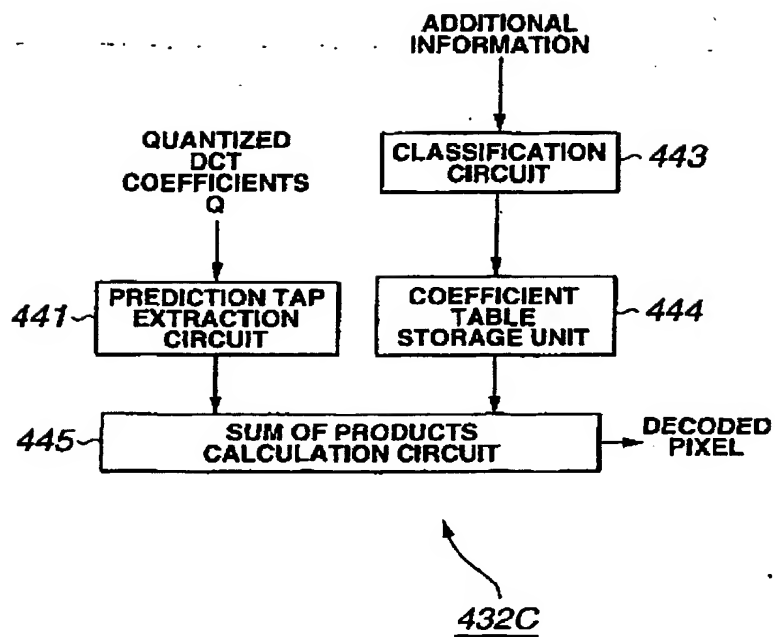 ADDITIONAL
INFORMATION
QUANTIZED
DCT
COEFFICIENTS
Q
CLASSIFICATION
CIRCUIT
443
441
PREDICTION TAP
EXTRACTION
CIRCUIT
COEFFICIENT
TABLE
STORAGE UNIT
444
445
SUM OF PRODUCTS
CALCULATION CIRCUIT
DECODED
PIXEL
432C